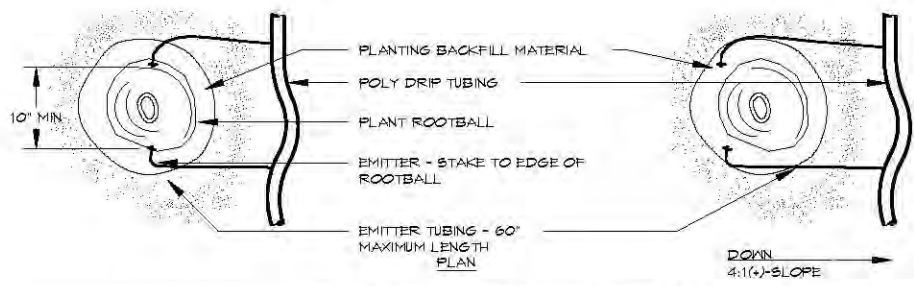 PLANTING BACKFILL MATERIAL
POLY DRIP TUBING
10" MIN
PLANT ROOTBALL
EMITTER - STAKE TO EDGE OF
ROOTBALL
EMITTER TUBING - 60"
MAXIMUM LENGTH
PLAN
DOWN
4:1(+)-SLOPE